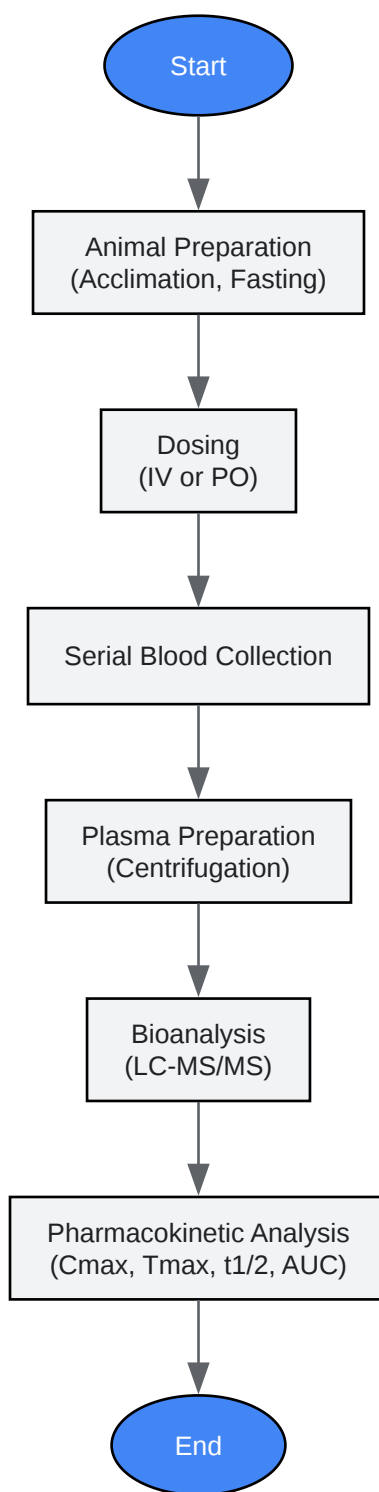 Start
Animal Preparation
(Acclimation, Fasting)
Dosing
(IV or PO)
Serial Blood Collection
Plasma Preparation
(Centrifugation)
Bioanalysis
(LC-MS/MS)
Pharmacokinetic Analysis
(Cmax, Tmax, t1/2, AUC)
End